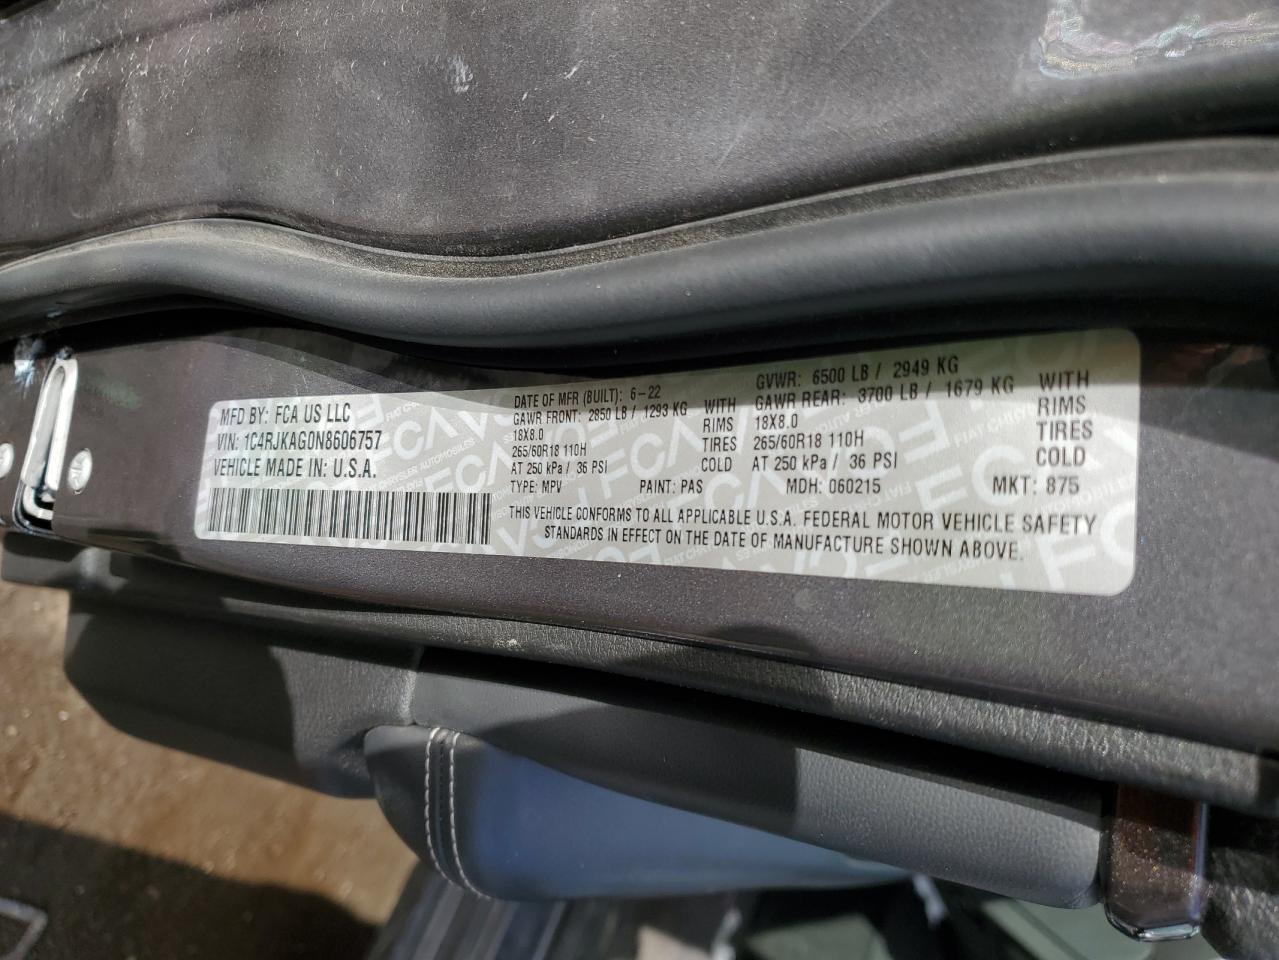 MFD BY: FCA US LLC
VIN: 1C4RJKAG0N8606757
VEHICLE MADE IN: U.S.A.
DATE OF MFR (BUILT): 6-22
GAWR FRONT: 2850 LB / 1293 KG WITH
18X8.0 RIMS
265/60R18 110H TIRES
AT 250 kPa / 36 PSI COLD
GVWR: 6500 LB / 2949 KG
GAWR REAR: 3700 LB / 1679 KG WITH
18X8.0 RIMS
265/60R18 110H TIRES
AT 250 kPa / 36 PSI COLD
TYPE: MPV PAINT: PAS MDH: 060215 MKT: 875
THIS VEHICLE CONFORMS TO ALL APPLICABLE U.S.A. FEDERAL MOTOR VEHICLE SAFETY
STANDARDS IN EFFECT ON THE DATE OF MANUFACTURE SHOWN ABOVE.
FCA
FIAT CHRYSLER AUTOMOBILES